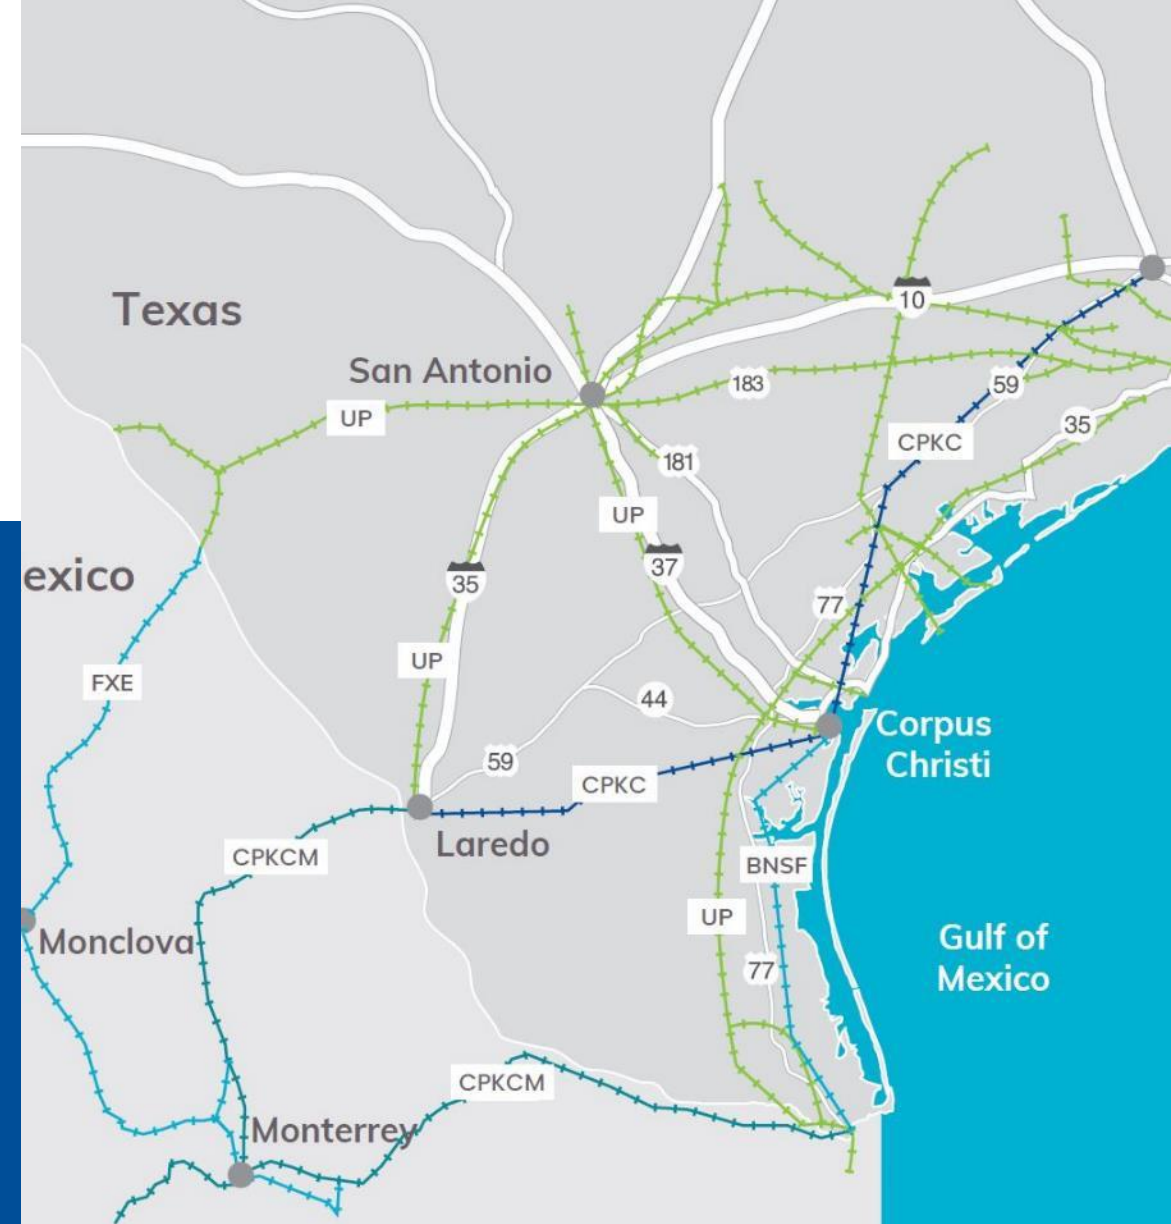 Texas
10
San Antonio
183
59
UP
35
CPKC
181
UP
37
exico
35
77
UP
FXE
44
Corpus
Christi
59
CPKC
Laredo
CPKCM
BNSF
UP
Monclova
Gulf of
Mexico
77
CPKCM
Monterrey